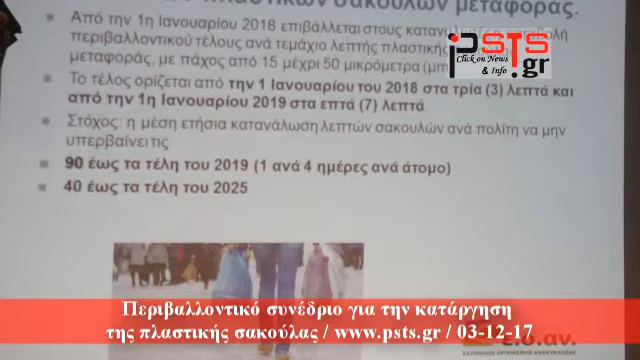 πλαστικών σακουλών μεταφοράς.
Από την 1η Ιανουαρίου 2018 επιβάλλεται στους
περιβαλλοντικού τέλους ανά τεμάχιο λεπτής πλαστικής
μεταφοράς, με πάχος από 15 μέχρι 50 μικρόμετρα
Το τέλος ορίζεται από την 1 Ιανουαρίου του 2018 στα τρία (3) λεπτά και
από την 1η Ιανουαρίου 2019 στα επτά (7) λεπτά.
Στόχος: η μέση ετήσια κατανάλωση λεπτών σακουλών ανά πολίτη να μην
υπερβαίνει τις
90 έως τα τέλη του 2019 (1 ανά 4 ημέρες ανά άτομο)
40 έως τα τέλη του 2025
PSTS
Click on News
& Info.
.gr
Περιβαλλοντικό συνέδριο για την κατάργηση
της πλαστικής σακούλας / www.psts.gr / 03-12-17